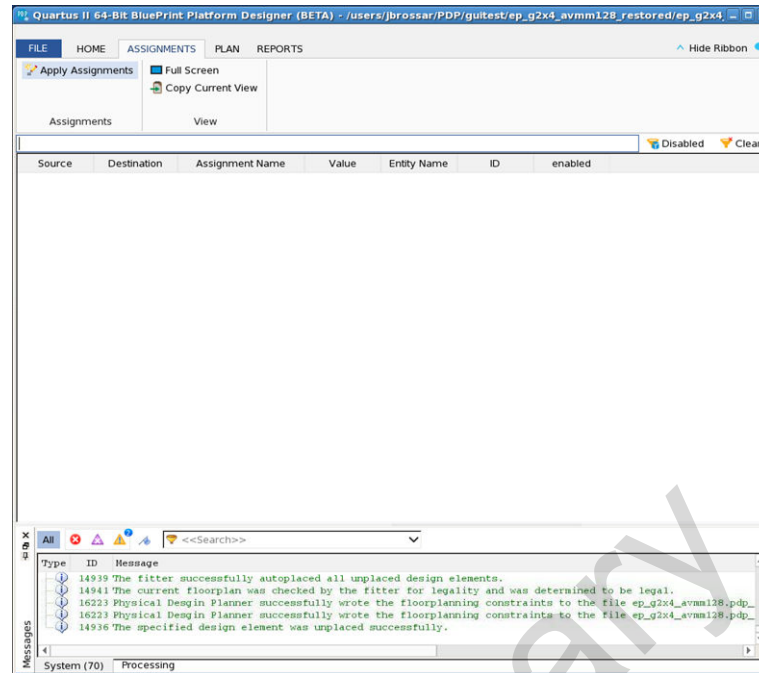 Quartus II 64-Bit BluePrint Platform Designer (BETA) - /users/jbrossar/PDP/guitest/ep_g2x4_avmm128_restored/ep_g2x4_
FILE HOME ASSIGNMENTS PLAN REPORTS Hide Ribbon
Apply Assignments Full Screen
Copy Current View
Assignments View
Disabled Clear
Source Destination Assignment Name Value Entity Name ID enabled
All <<Search>>
Type ID Message
14939 The fitter successfully autoplaced all unplaced design elements.
14941 The current floorplan was checked by the fitter for legality and was determined to be legal.
16223 Physical Desgin Planner successfully wrote the floorplanning constraints to the file ep_g2x4_avmm128.pdp_
16223 Physical Desgin Planner successfully wrote the floorplanning constraints to the file ep_g2x4_avmm128.pdp_
14936 The specified design element was unplaced successfully.
Messages
System (70) Processing